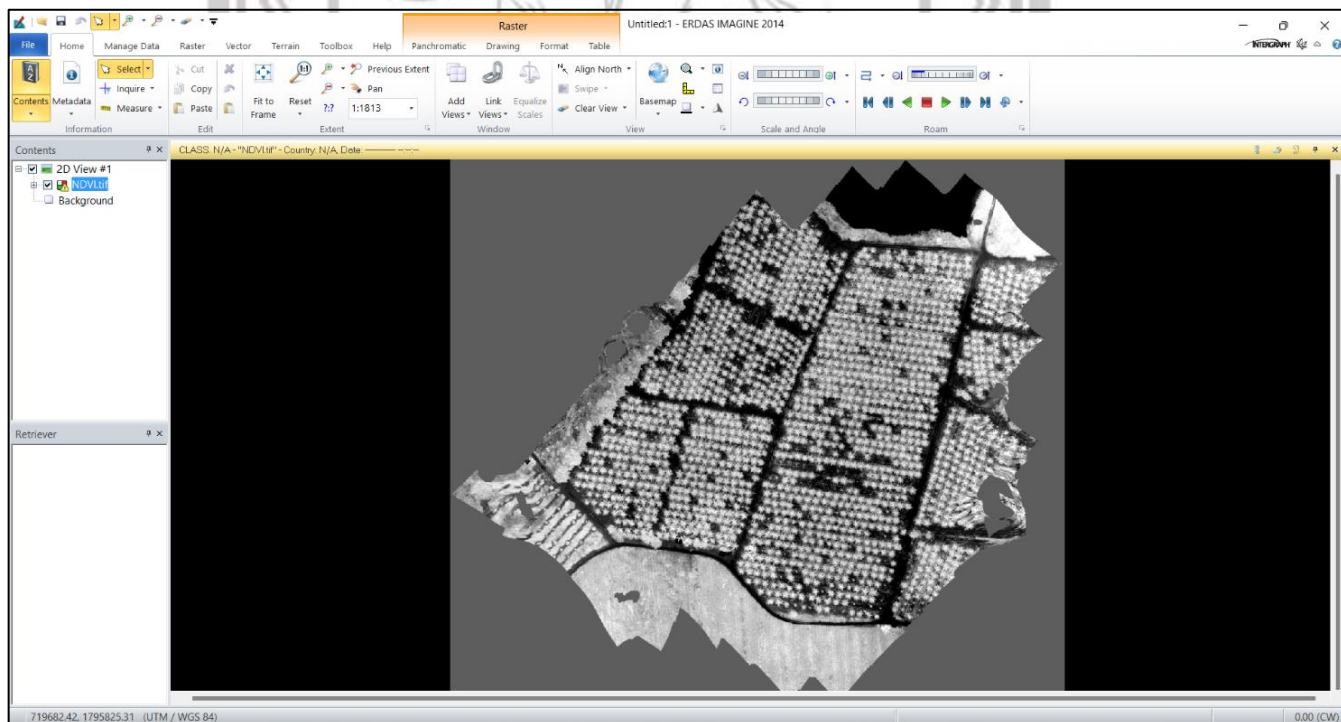 Raster
Untitled:1 - ERDAS IMAGINE 2014
File Home Manage Data Raster Vector Terrain Toolbox Help Panchromatic Drawing Format Table
INTERGRAPH
Contents
Metadata
Select
Inquire
Measure
Information
Cut
Copy
Paste
Edit
Fit to Frame
1:1
Reset
Previous Extent
Pan
?:?
1:1813
Extent
Add Views
Link Views
Equalize Scales
Window
Align North
Swipe
Clear View
Basemap
View
Scale and Angle
Roam
Contents
CLASS: N/A - "NDVI.tif" - Country: N/A, Date:
2D View #1
NDVI.tif
Background
Retriever
719682.42, 1795825.31 (UTM / WGS 84)
0.00 (CW)